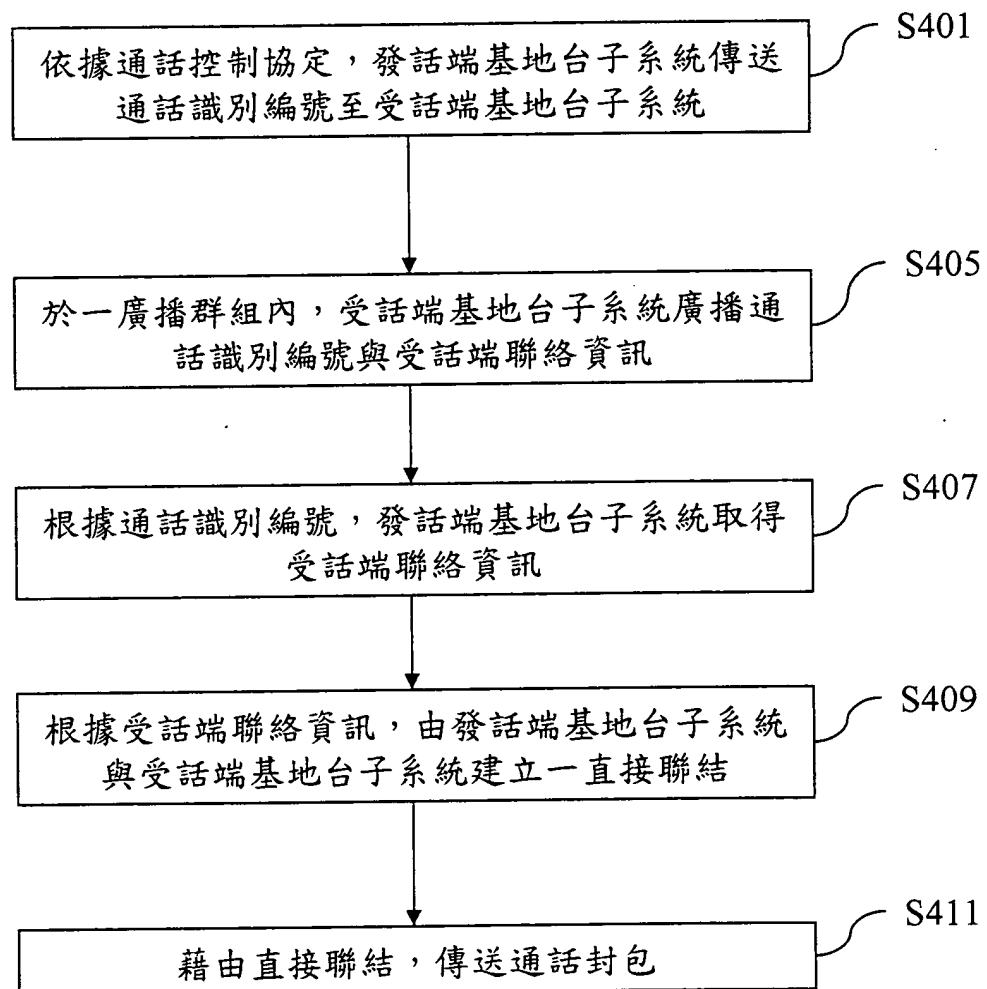 S401
依據通話控制協定，發話端基地台子系統傳送
通話識別編號至受話端基地台子系統
S405
於一廣播群組內，受話端基地台子系統廣播通
話識別編號與受話端聯絡資訊
S407
根據通話識別編號，發話端基地台子系統取得
受話端聯絡資訊
S409
根據受話端聯絡資訊，由發話端基地台子系統
與受話端基地台子系統建立一直接聯結
S411
藉由直接聯結，傳送通話封包